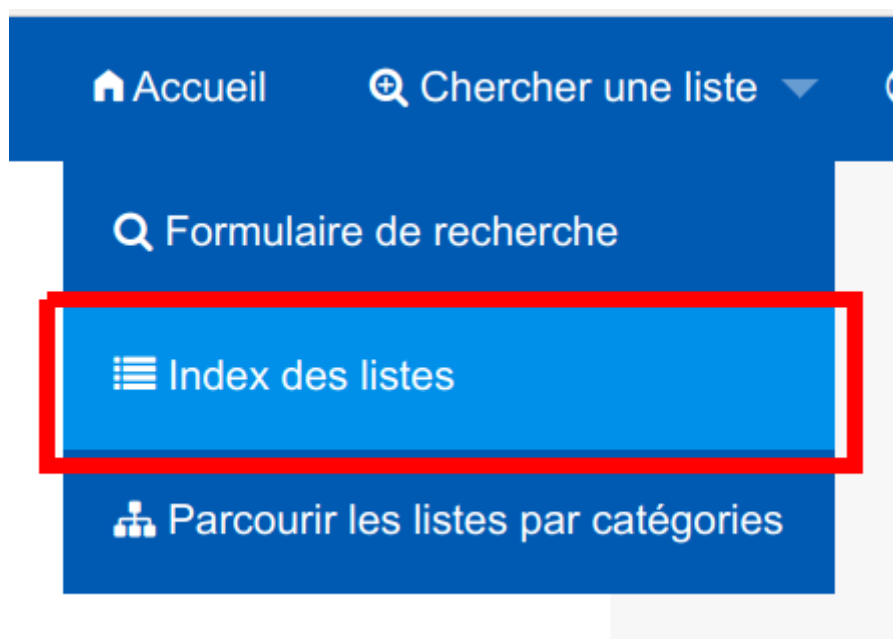 Accueil Chercher une liste
Formulaire de recherche
Index des listes
Parcourir les listes par catégories